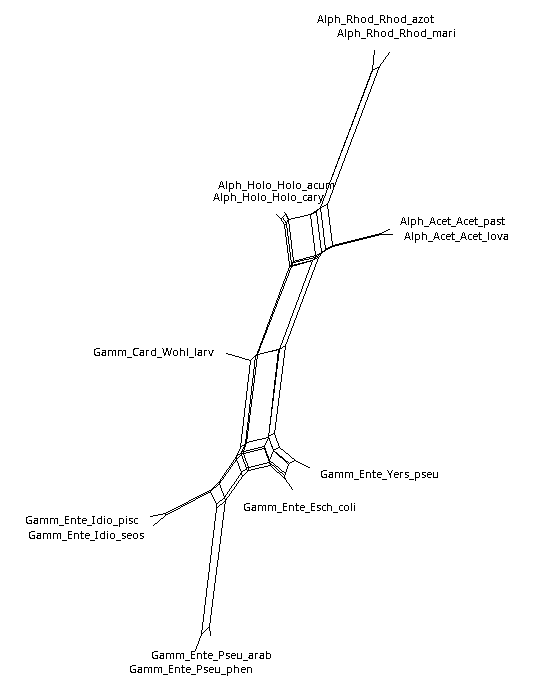 Alph_Rhod_Rhod_azot
Alph_Rhod_Rhod_mari
Alph_Holo_Holo_acum
Alph_Holo_Holo_cary
Alph_Acet_Acet_past
Alph_Acet_Acet_lova
Gamm_Card_Wohl_larv
Gamm_Ente_Yers_pseu
Gamm_Ente_Esch_coli
Gamm_Ente_Idio_pisc
Gamm_Ente_Idio_seos
Gamm_Ente_Pseu_arab
Gamm_Ente_Pseu_phen